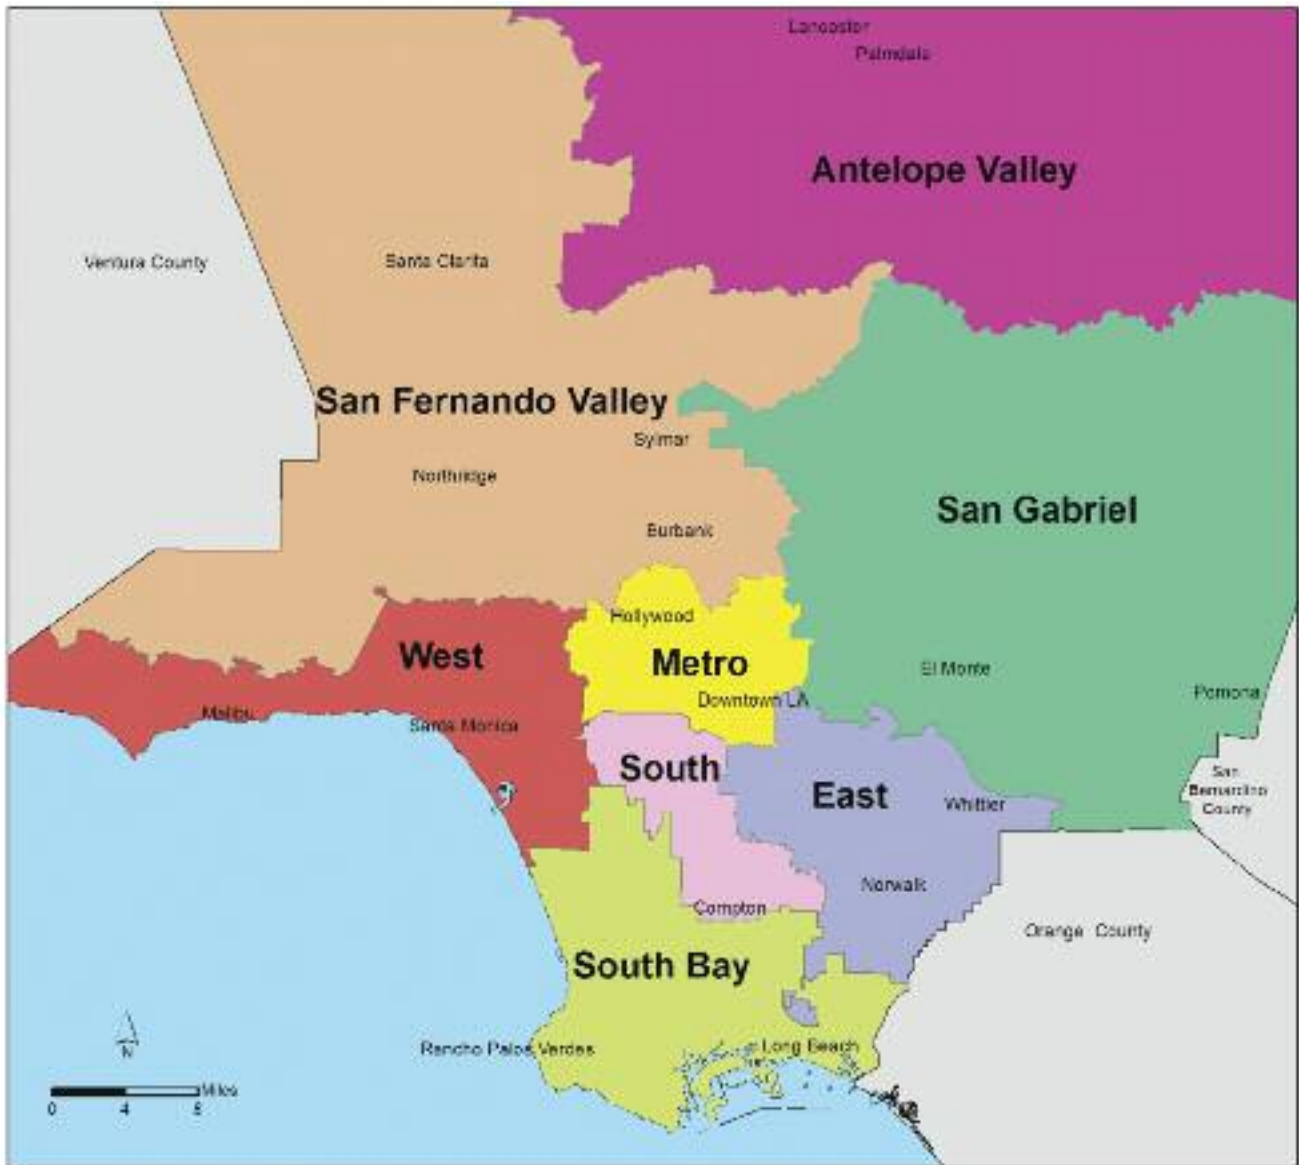 Lancaster
Palmdale
Antelope Valley
Ventura County
Santa Clarita
San Fernando Valley
Sylmar
Northridge
San Gabriel
Burbank
Hollywood
West
Metro
El Monte
Pomona
Downtown LA
Malibu
Santa Monica
South
East
Whittier
San
Bernardino
County
Norwalk
Compton
Orange County
South Bay
N
Rancho Palos Verdes
Long Beach
Miles
0 4 8